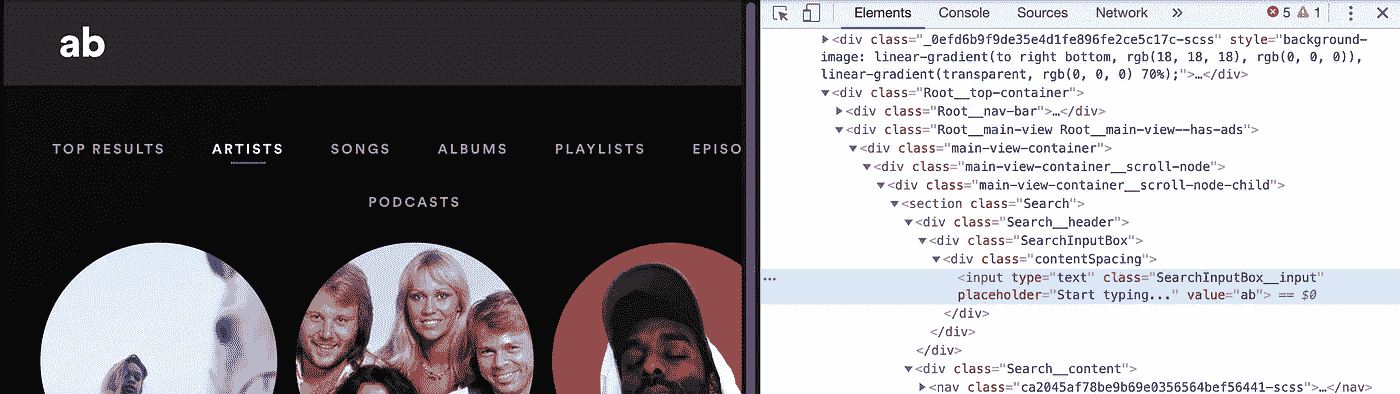 ab
TOP RESULTS ARTISTS SONGS ALBUMS PLAYLISTS EPISO
PODCASTS
Elements Console Sources Network » 5 1
<div class="_0efd6b9f9de35e4d1fe896fe2ce5c17c-scss" style="background-
image: linear-gradient(to right bottom, rgb(18, 18, 18), rgb(0, 0, 0)),
linear-gradient(transparent, rgb(0, 0, 0) 70%);">…</div>
<div class="Root__top-container">
<div class="Root__nav-bar">…</div>
<div class="Root__main-view Root__main-view--has-ads">
<div class="main-view-container">
<div class="main-view-container__scroll-node">
<div class="main-view-container__scroll-node-child">
<section class="Search">
<div class="Search__header">
<div class="SearchInputBox">
<div class="contentSpacing">
<input type="text" class="SearchInputBox__input"
placeholder="Start typing..." value="ab"> == $0
</div>
</div>
</div>
<div class="Search__content">
<nav class="ca2045af78be9b69e0356564bef56441-scss">…</nav>